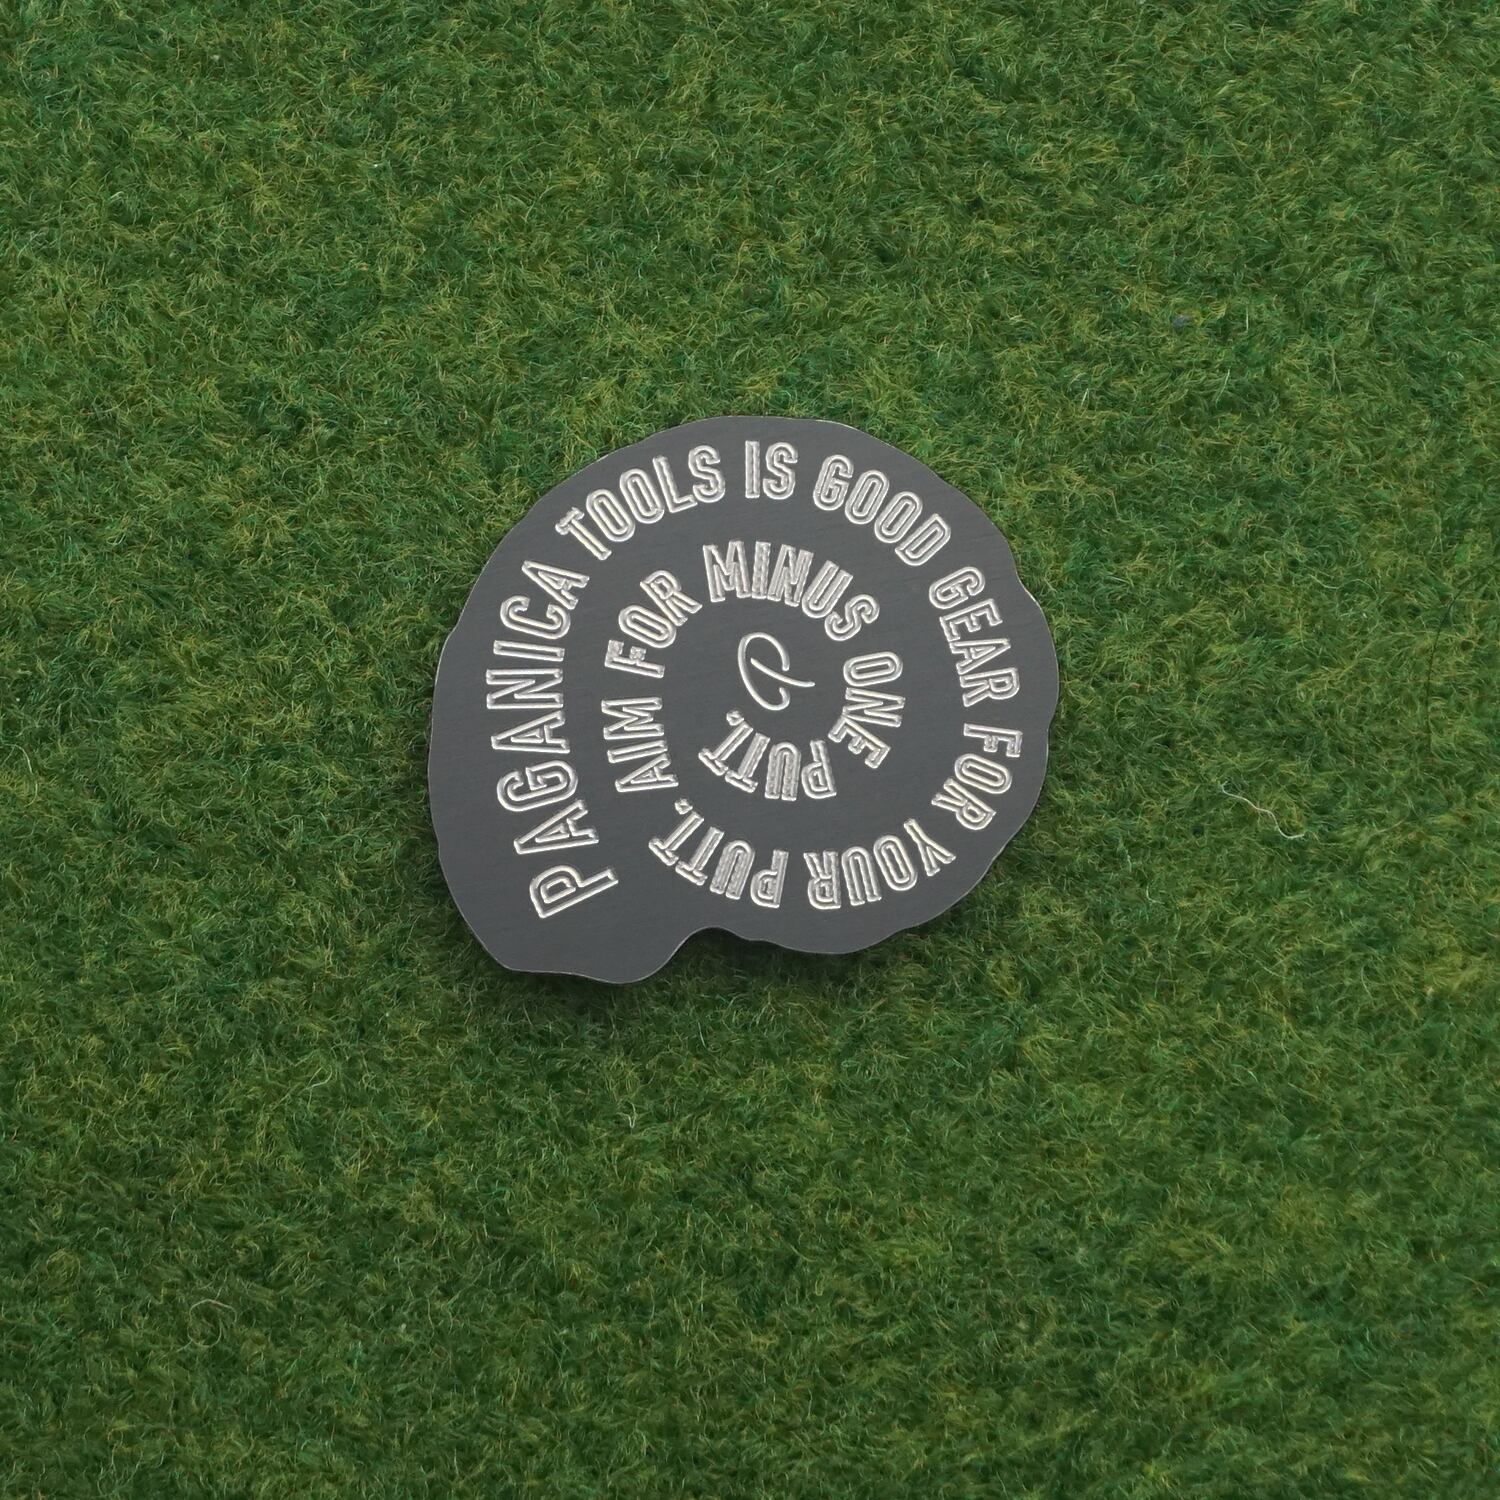 PAGANICA TOOLS IS GOOD GEAR FOR YOUR PUTT. AIM FOR MINUS ONE PUTT.
P